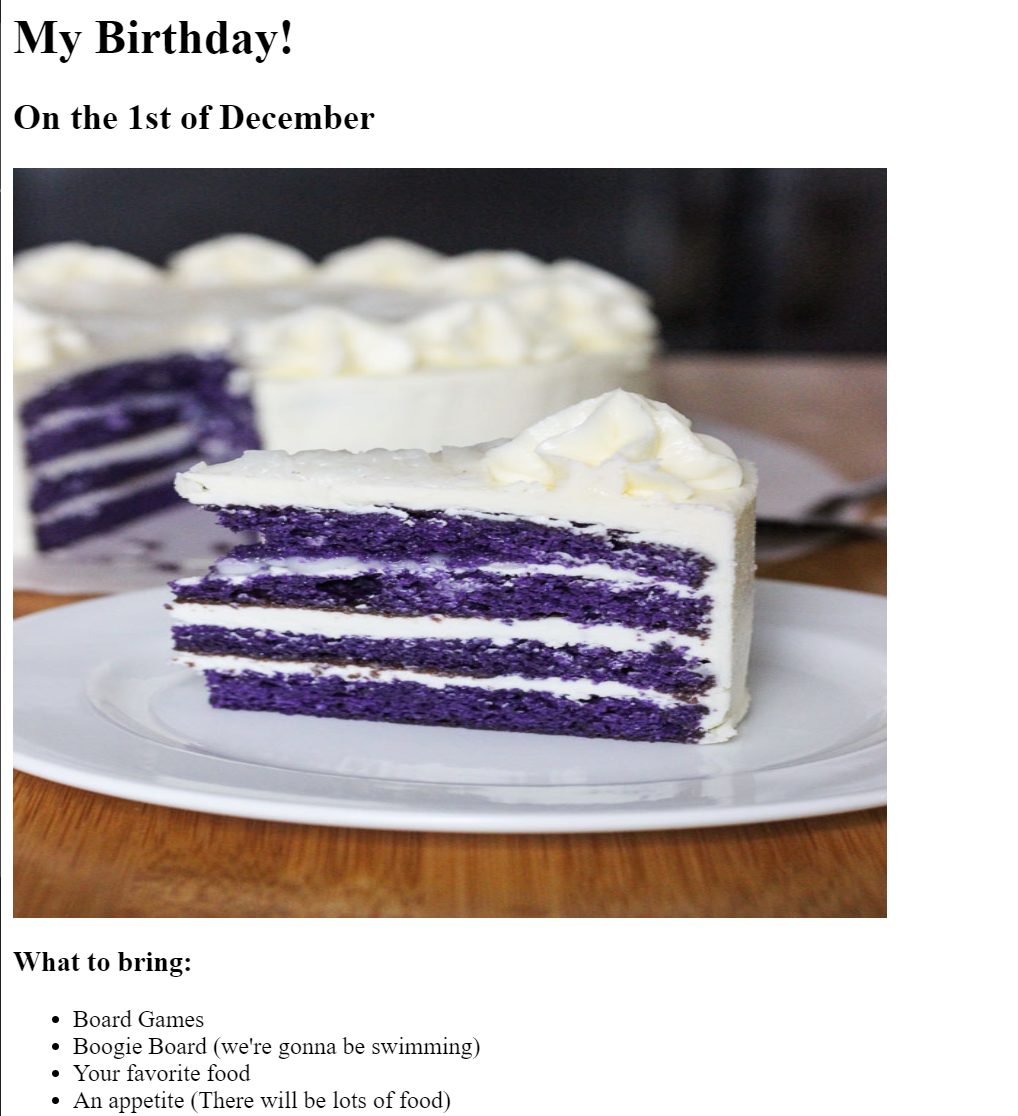 My Birthday!
On the 1st of December
What to bring:
Board Games
Boogie Board (we're gonna be swimming)
Your favorite food
An appetite (There will be lots of food)